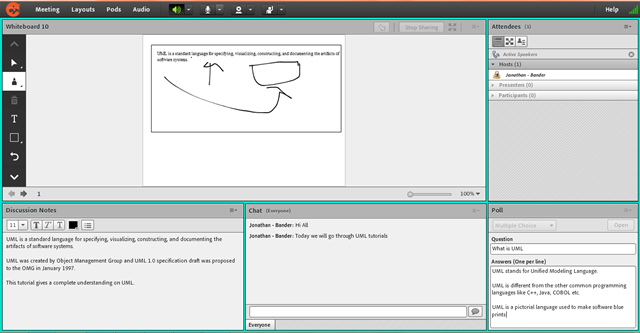 Meeting Layouts Pods Audio Help
Whiteboard 10
Stop Sharing
UML is a standard language for specifying, visualizing, constructing, and documenting the artifacts of
software systems.
T
1
100%
Attendees (1)
Active Speakers
Hosts (1)
Jonathan - Bander
Presenters (0)
Participants (0)
Discussion Notes
11 T T T
UML is a standard language for specifying, visualizing, constructing, and documenting the
artifacts of software systems.
UML was created by Object Management Group and UML 1.0 specification draft was proposed
to the OMG in January 1997.
This tutorial gives a complete understanding on UML.
Chat (Everyone)
Jonathan - Bander: Hi All
Jonathan - Bander: Today we will go through UML tutorials
Everyone
Poll
Multiple Choice Open
Question
What is UML
Answers (One per line)
UML stands for Unified Modeling Language.
UML is different from the other common programming
languages like C++, Java, COBOL etc.
UML is a pictorial language used to make software blue
prints